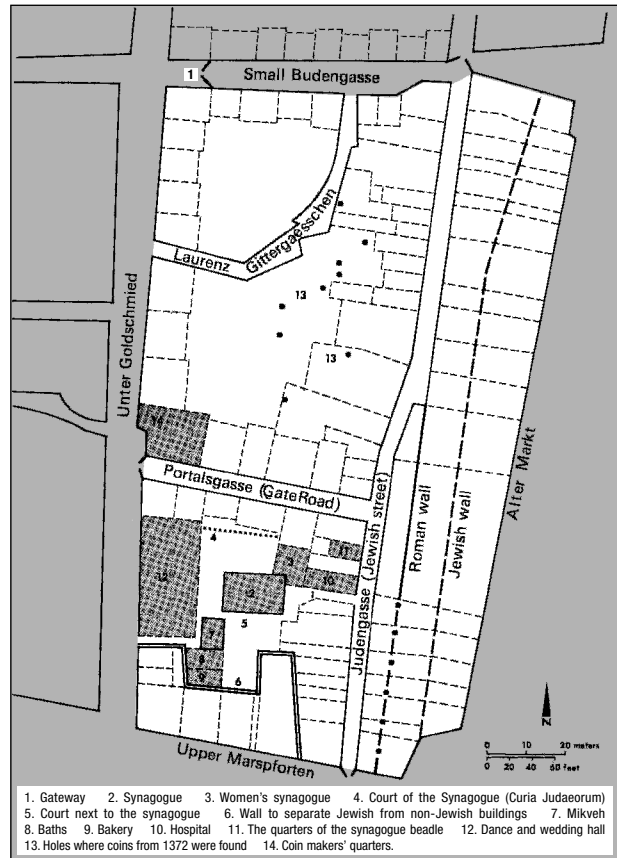 1 Small Budengasse
Gittergaesschen
Laurenz
13
13
Unter Goldschmied
14
Portalsgasse (Gate Road)
Judengasse (Jewish street)
Roman wall
Jewish wall
Alter Markt
4
11
3
10
12
2
5
7
8
9
6
N
0 10 20 meters
0 20 40 60 feet
Upper Marspforten
1. Gateway 2. Synagogue 3. Women's synagogue 4. Court of the Synagogue (Curia Judaeorum)
5. Court next to the synagogue 6. Wall to separate Jewish from non-Jewish buildings 7. Mikveh
8. Baths 9. Bakery 10. Hospital 11. The quarters of the synagogue beadle 12. Dance and wedding hall
13. Holes where coins from 1372 were found 14. Coin makers' quarters.